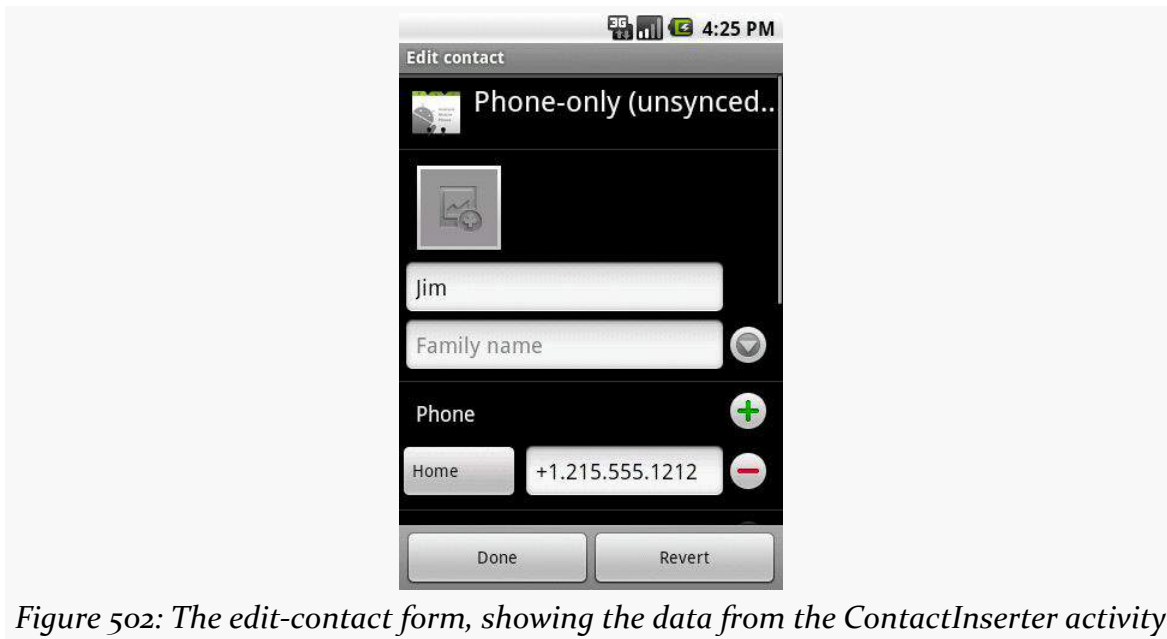 3G 4:25 PM
Edit contact
Phone-only (unsynced..
Jim
Family name
Phone
Home +1.215.555.1212
Done Revert
Figure 502: The edit-contact form, showing the data from the ContactInserter activity